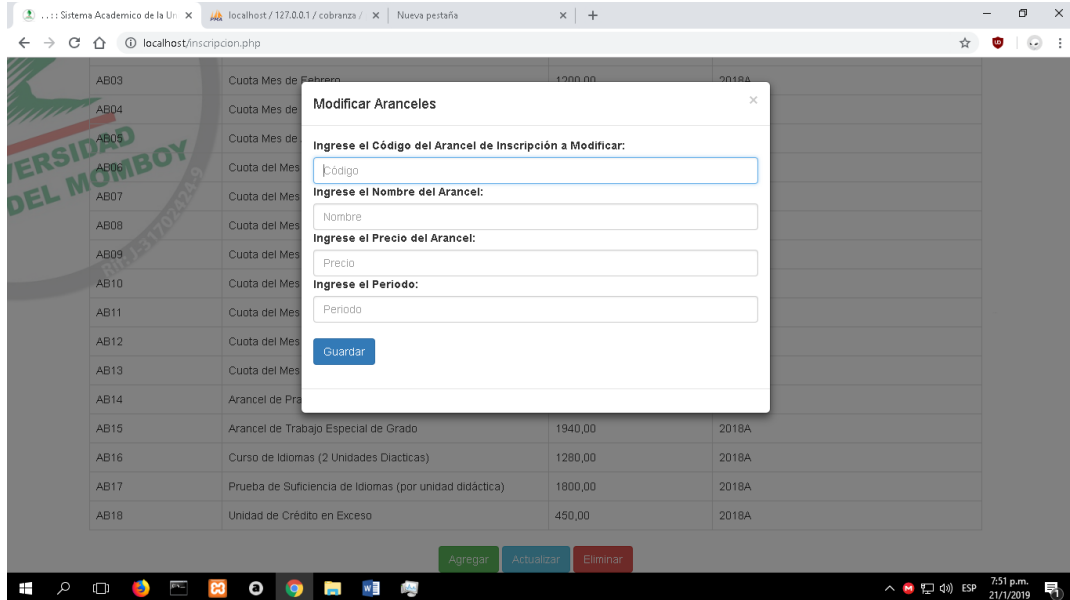 ..:: Sistema Academico de la Un
localhost / 127.0.0.1 / cobranza /
Nueva pestaña
localhost/inscripcion.php
AB03 Cuota Mes de Febrero 1200,00 2018A
AB04 Cuota Mes de
AB05 Cuota Mes de
AB06 Cuota del Mes
AB07 Cuota del Mes
AB08 Cuota del Mes
AB09 Cuota del Mes
AB10 Cuota del Mes
AB11 Cuota del Mes
AB12 Cuota del Mes
AB13 Cuota del Mes
AB14 Arancel de Pra
AB15 Arancel de Trabajo Especial de Grado 1940,00 2018A
AB16 Curso de Idiomas (2 Unidades Diacticas) 1280,00 2018A
AB17 Prueba de Suficiencia de Idiomas (por unidad didáctica) 1800,00 2018A
AB18 Unidad de Crédito en Exceso 450,00 2018A
VERSIDAD
DEL MOMBOY
Rif: J-31702424-9
Modificar Aranceles ×
Ingrese el Código del Arancel de Inscripción a Modificar:
Código
Ingrese el Nombre del Arancel:
Nombre
Ingrese el Precio del Arancel:
Precio
Ingrese el Periodo:
Periodo
Guardar
Agregar Actualizar Eliminar
ESP
7:51 p.m.
21/1/2019